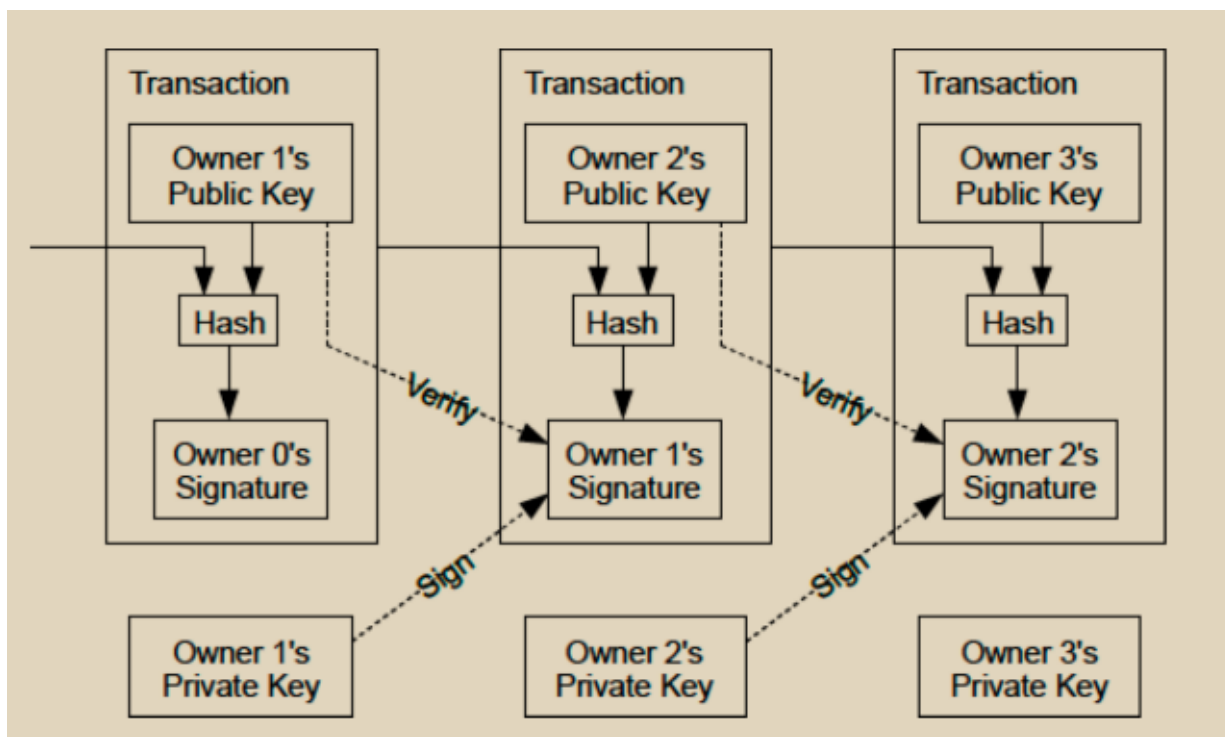 Transaction
Owner 1's
Public Key
Hash
Verify
Owner 0's
Signature
Transaction
Owner 2's
Public Key
Hash
Verify
Owner 1's
Signature
Transaction
Owner 3's
Public Key
Hash
Owner 2's
Signature
Sign
Sign
Owner 1's
Private Key
Owner 2's
Private Key
Owner 3's
Private Key